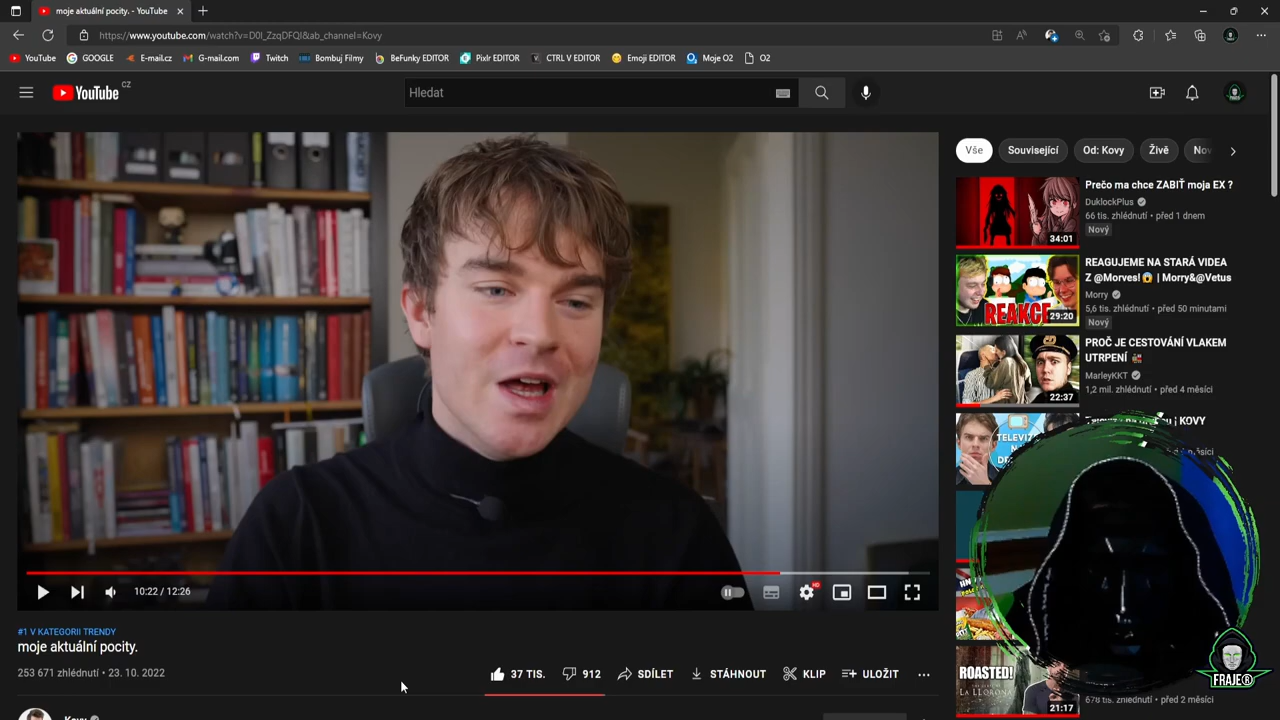 moje aktuální pocity. - YouTube
https://www.youtube.com/watch?v=D0l_ZzqDFQI&ab_channel=Kovy
YouTube
GOOGLE
E-mail.cz
G-mail.com
Twitch
Bombuj Filmy
BeFunky EDITOR
Pixlr EDITOR
CTRL V EDITOR
Emoji EDITOR
Moje O2
O2
YouTube CZ
Hledat
Vše
Související
Od: Kovy
Živě
Prečo ma chce ZABIŤ moja EX ?
DuklockPlus
66 tis. zhlédnutí • před 1 dnem
Nový
34:01
REAGUJEME NA STARÁ VIDEA
Z @Morves!😱 | Morry&@Vetus
Morry
5,6 tis. zhlédnutí • před 50 minutami
Nový
REAKCE
29:20
PROČ JE CESTOVÁNÍ VLAKEM
UTRPENÍ 🚂
MarleyKKT
1,2 mil. zhlédnutí • před 4 měsíci
22:37
| KOVY
10:22 / 12:26
HD
#1 V KATEGORII TRENDY
moje aktuální pocity.
253 671 zhlédnutí • 23. 10. 2022
37 TIS.
912
SDÍLET
STÁHNOUT
KLIP
ULOŽIT
ROASTED!
LA LLORONA
21:17
678 tis. zhlédnutí • před 2 měsíci
FRAJE®
Kovy